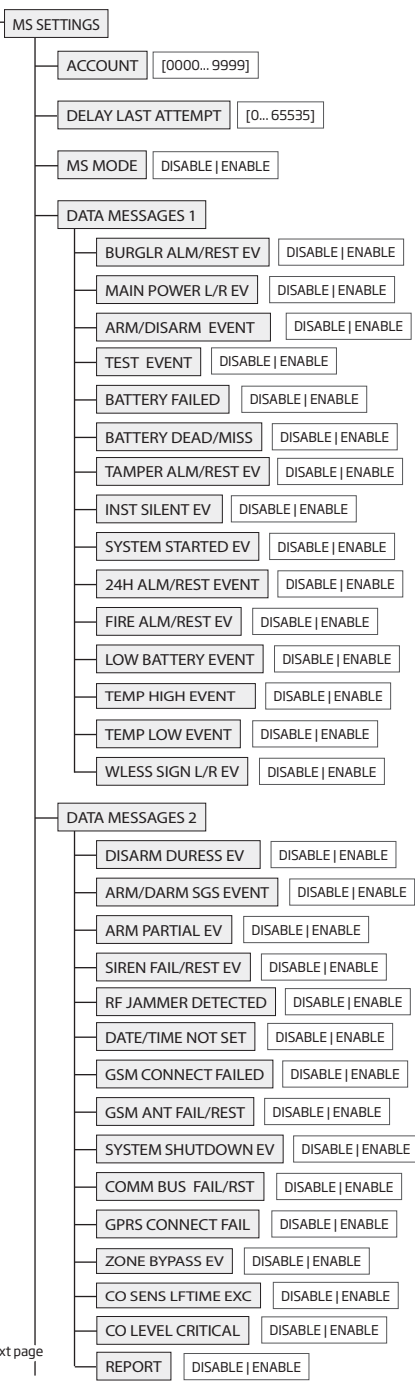 MS SETTINGS
ACCOUNT [0000... 9999]
DELAY LAST ATTEMPT [0... 65535]
MS MODE DISABLE | ENABLE
DATA MESSAGES 1
BURGLR ALM/REST EV DISABLE | ENABLE
MAIN POWER L/R EV DISABLE | ENABLE
ARM/DISARM EVENT DISABLE | ENABLE
TEST EVENT DISABLE | ENABLE
BATTERY FAILED DISABLE | ENABLE
BATTERY DEAD/MISS DISABLE | ENABLE
TAMPER ALM/REST EV DISABLE | ENABLE
INST SILENT EV DISABLE | ENABLE
SYSTEM STARTED EV DISABLE | ENABLE
24H ALM/REST EVENT DISABLE | ENABLE
FIRE ALM/REST EV DISABLE | ENABLE
LOW BATTERY EVENT DISABLE | ENABLE
TEMP HIGH EVENT DISABLE | ENABLE
TEMP LOW EVENT DISABLE | ENABLE
WLESS SIGN L/R EV DISABLE | ENABLE
DATA MESSAGES 2
DISARM DURESS EV DISABLE | ENABLE
ARM/DARM SGS EVENT DISABLE | ENABLE
ARM PARTIAL EV DISABLE | ENABLE
SIREN FAIL/REST EV DISABLE | ENABLE
RF JAMMER DETECTED DISABLE | ENABLE
DATE/TIME NOT SET DISABLE | ENABLE
GSM CONNECT FAILED DISABLE | ENABLE
GSM ANT FAIL/REST DISABLE | ENABLE
SYSTEM SHUTDOWN EV DISABLE | ENABLE
COMM BUS FAIL/RST DISABLE | ENABLE
GPRS CONNECT FAIL DISABLE | ENABLE
ZONE BYPASS EV DISABLE | ENABLE
CO SENS LFTIME EXC DISABLE | ENABLE
CO LEVEL CRITICAL DISABLE | ENABLE
xt page
REPORT DISABLE | ENABLE